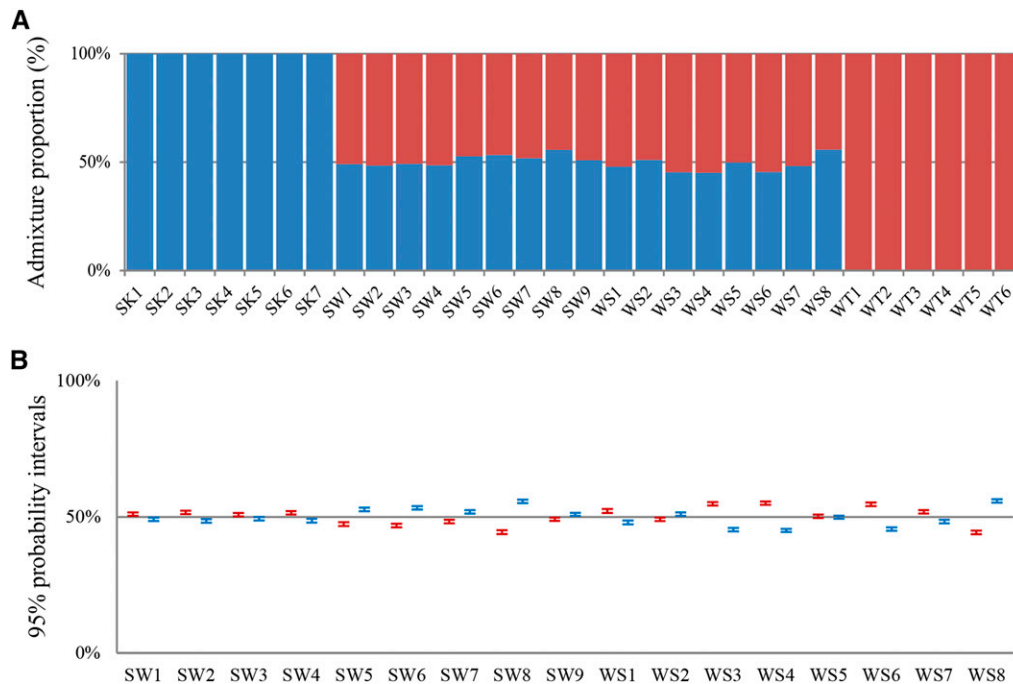 A
Admixture proportion (%)
100%
50%
0%
SK1 SK2 SK3 SK4 SK5 SK6 SK7 SW1 SW2 SW3 SW4 SW5 SW6 SW7 SW8 SW9 WS1 WS2 WS3 WS4 WS5 WS6 WS7 WS8 WT1 WT2 WT3 WT4 WT5 WT6
B
95% probability intervals
100%
50%
0%
SW1 SW2 SW3 SW4 SW5 SW6 SW7 SW8 SW9 WS1 WS2 WS3 WS4 WS5 WS6 WS7 WS8